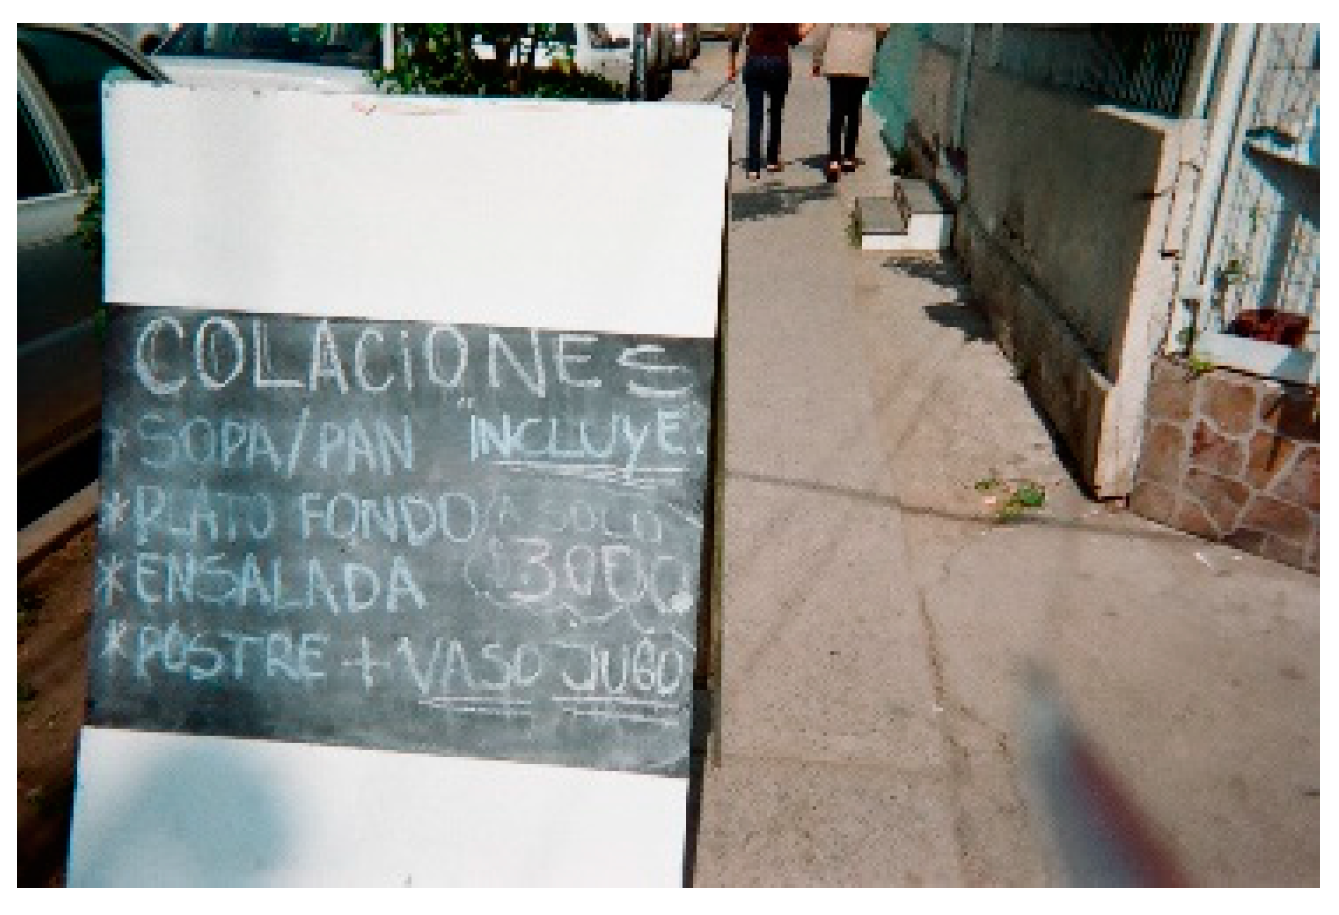 COLACIONES
* SOPA/PAN "INCLUYE"
* PLATO FONDO SOLO
* ENSALADA $3000
* POSTRE + VASO JUGO